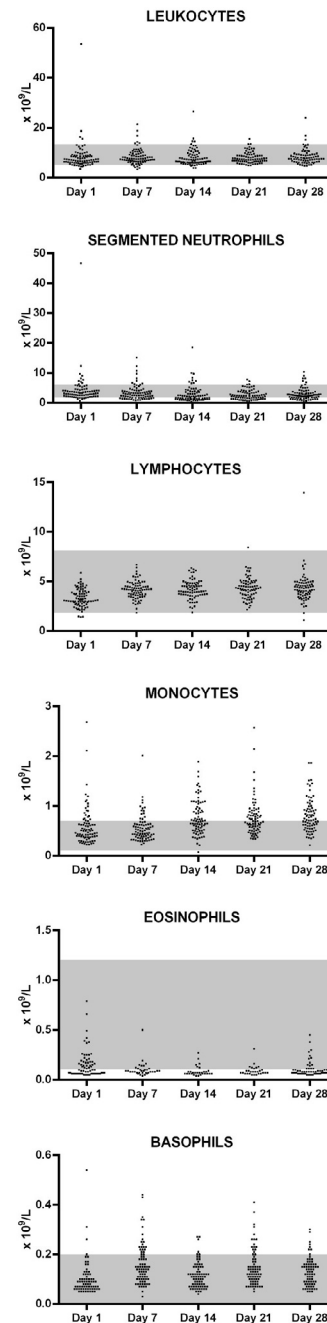 LEUKOCYTES
60
40
20
0
x 10⁹/L
Day 1 Day 7 Day 14 Day 21 Day 28
SEGMENTED NEUTROPHILS
50
40
30
20
10
0
x 10⁹/L
Day 1 Day 7 Day 14 Day 21 Day 28
LYMPHOCYTES
15
10
5
0
x 10⁹/L
Day 1 Day 7 Day 14 Day 21 Day 28
MONOCYTES
3
2
1
0
x 10⁹/L
Day 1 Day 7 Day 14 Day 21 Day 28
EOSINOPHILS
1.5
1.0
0.5
0.0
x 10⁹/L
Day 1 Day 7 Day 14 Day 21 Day 28
BASOPHILS
0.6
0.4
0.2
0.0
x 10⁹/L
Day 1 Day 7 Day 14 Day 21 Day 28